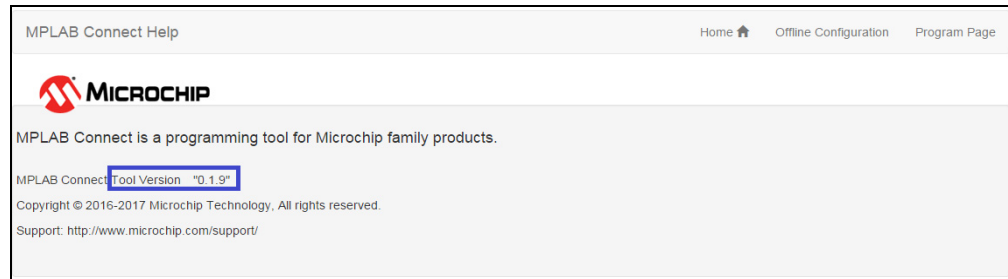 MPLAB Connect Help Home Offline Configuration Program Page
MICROCHIP
MPLAB Connect is a programming tool for Microchip family products.
MPLAB Connect Tool Version "0.1.9"
Copyright © 2016-2017 Microchip Technology, All rights reserved.
Support: http://www.microchip.com/support/